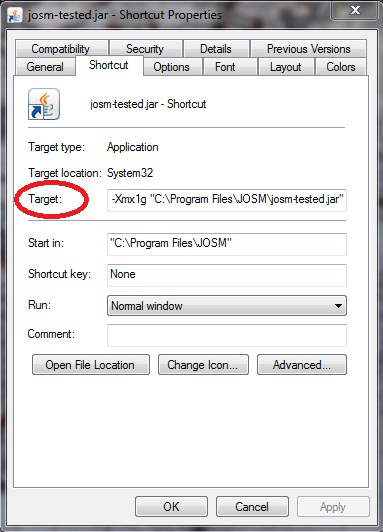 josm-tested.jar - Shortcut Properties
Compatibility Security Details Previous Versions
General Shortcut Options Font Layout Colors
josm-tested.jar - Shortcut
Target type: Application
Target location: System32
Target: -Xmx1g "C:\Program Files\JOSM\josm-tested.jar"
Start in: "C:\Program Files\JOSM"
Shortcut key: None
Run: Normal window
Comment:
Open File Location Change Icon... Advanced...
OK Cancel Apply